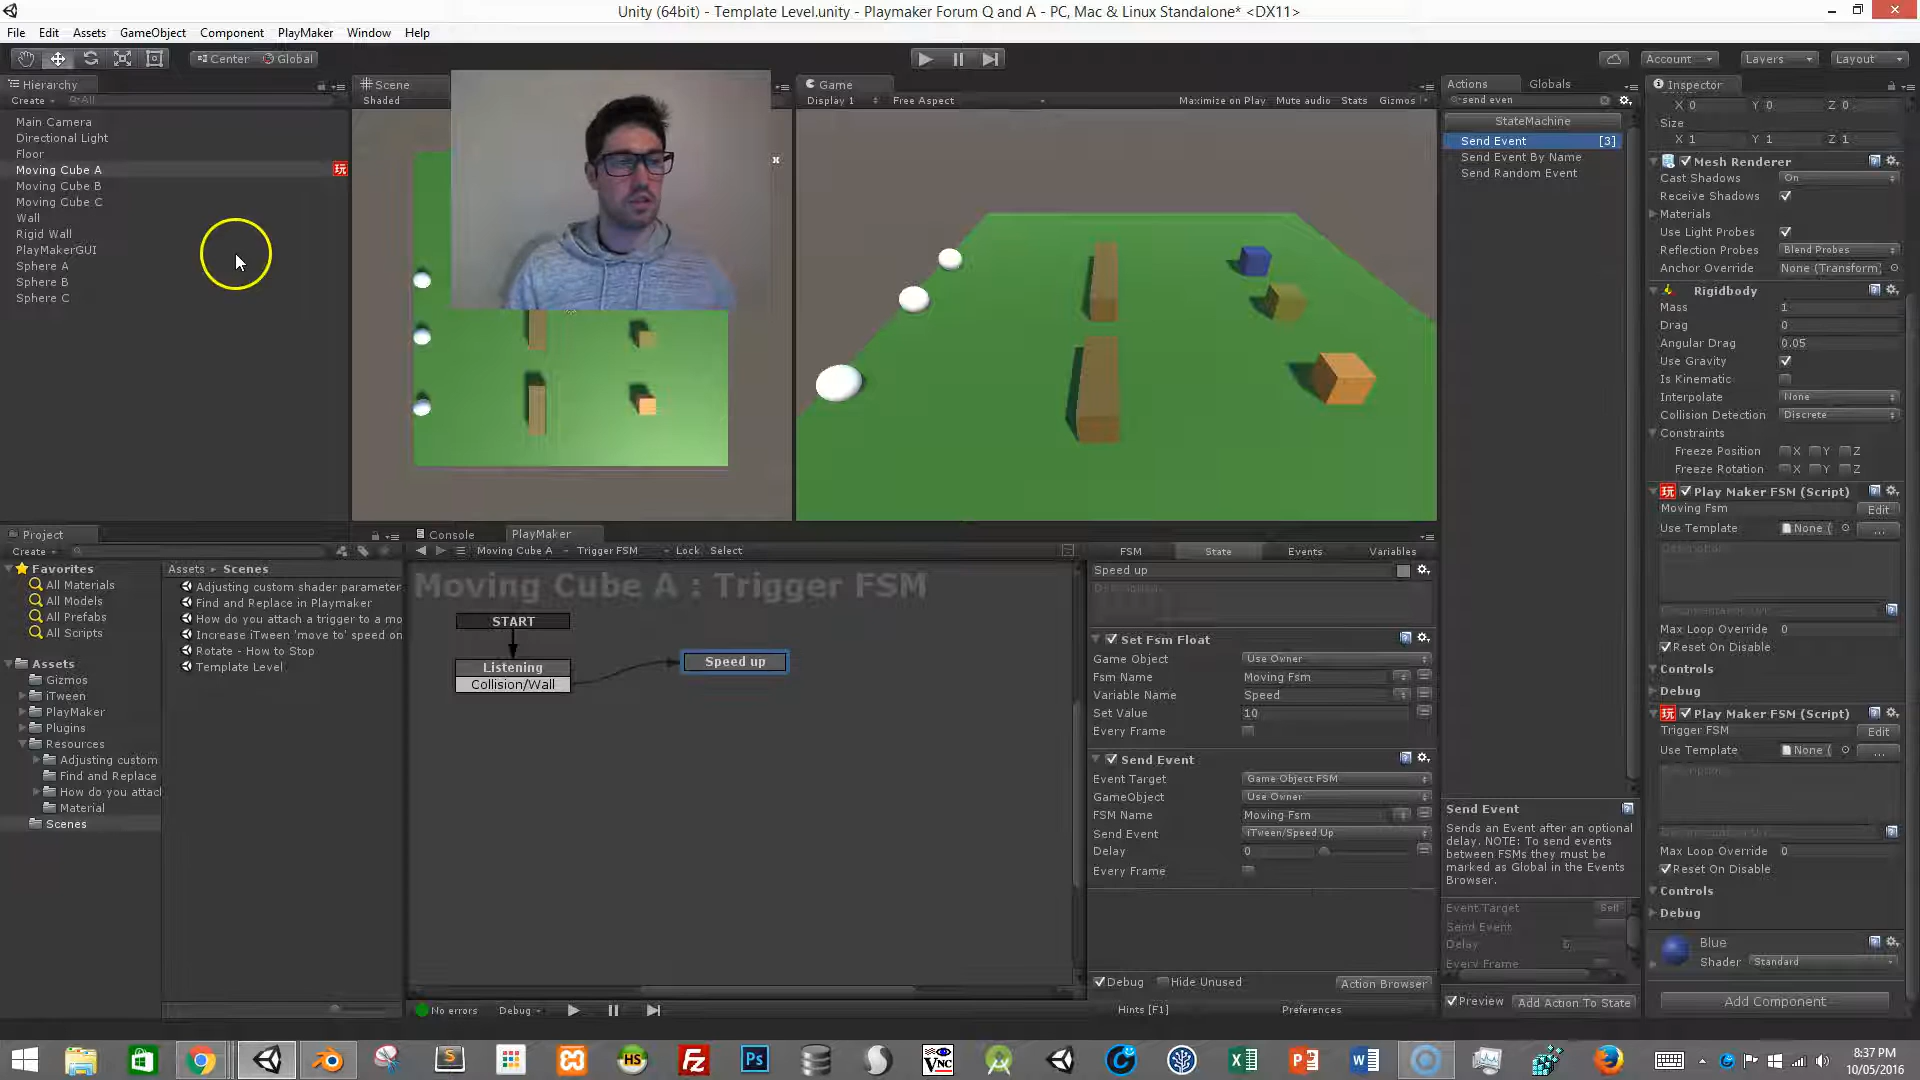 Unity (64bit) - Template Level.unity - Playmaker Forum Q and A - PC, Mac & Linux Standalone* <DX11>
File Edit Assets GameObject Component PlayMaker Window Help
Center Global Account Layers Layout
Hierarchy
Create All
Main Camera
Directional Light
Floor
Moving Cube A
Moving Cube B
Moving Cube C
Wall
Rigid Wall
PlayMakerGUI
Sphere A
Sphere B
Sphere C
Scene
Shaded
Game
Display 1 Free Aspect Maximize on Play Mute audio Stats Gizmos
Actions Globals
send even
StateMachine
Send Event [3]
Send Event By Name
Send Random Event
Send Event
Sends an Event after an optional
delay. NOTE: To send events
between FSMs they must be
marked as Global in the Events
Browser.
Event Target Self
Send Event
Delay
Every Frame
Preview Add Action To State
Inspector
X 0 Y 0 Z 0
Size
X 1 Y 1 Z 1
Mesh Renderer
Cast Shadows On
Receive Shadows
Materials
Use Light Probes
Reflection Probes Blend Probes
Anchor Override None (Transform)
Rigidbody
Mass 1
Drag 0
Angular Drag 0.05
Use Gravity
Is Kinematic
Interpolate None
Collision Detection Discrete
Constraints
Freeze Position X Y Z
Freeze Rotation X Y Z
玩 Play Maker FSM (Script)
Moving Fsm Edit
Use Template None ( ...
Max Loop Override 0
Reset On Disable
Controls
Debug
玩 Play Maker FSM (Script)
Trigger FSM Edit
Use Template None ( ...
Max Loop Override 0
Reset On Disable
Controls
Debug
Blue
Shader Standard
Add Component
Project
Create
Favorites
All Materials
All Models
All Prefabs
All Scripts
Assets
Gizmos
iTween
PlayMaker
Plugins
Resources
Adjusting custom
Find and Replace
How do you attacl
Material
Scenes
Assets Scenes
Adjusting custom shader parameter
Find and Replace in Playmaker
How do you attach a trigger to a mo
Increase iTween 'move to' speed on
Rotate - How to Stop
Template Level
Console PlayMaker
Moving Cube A Trigger FSM Lock Select
Moving Cube A : Trigger FSM
START
Listening
Collision/Wall
Speed up
No errors Debug
FSM State Events Variables
Speed up
Description...
Set Fsm Float
Game Object Use Owner
Fsm Name Moving Fsm
Variable Name Speed
Set Value 10
Every Frame
Send Event
Event Target Game Object FSM
GameObject Use Owner
FSM Name Moving Fsm
Send Event iTween/Speed Up
Delay 0
Every Frame
Debug Hide Unused Action Browser
Hints [F1] Preferences
8:37 PM
10/05/2016